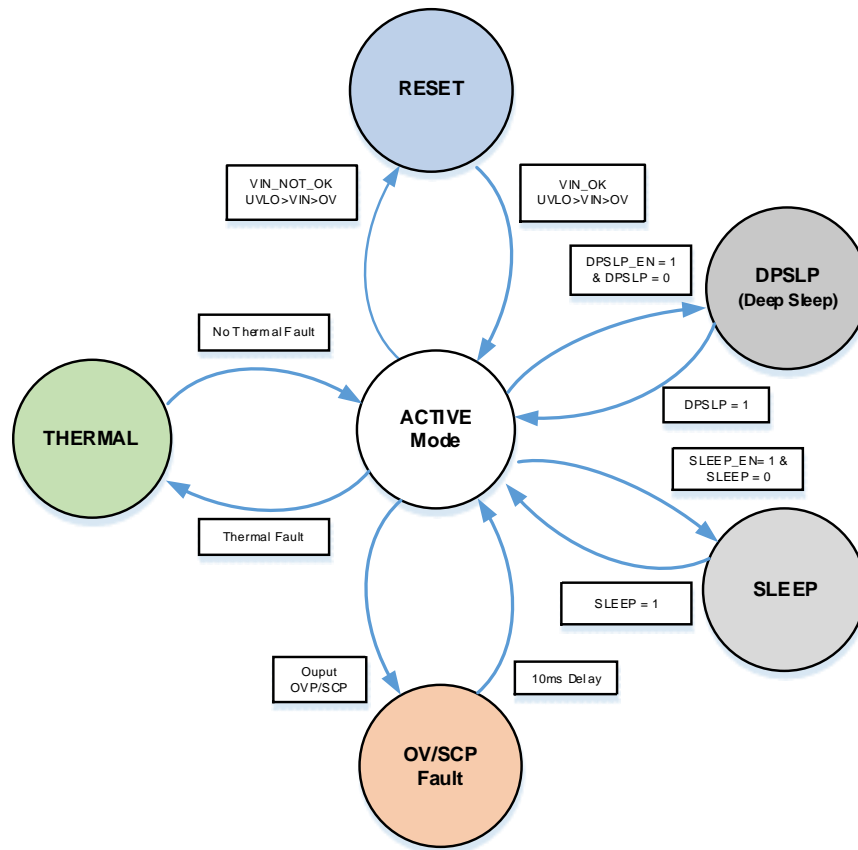 RESET
VIN_NOT_OK
UVLO>VIN>OV
VIN_OK
UVLO>VIN>OV
DPSLP_EN = 1
& DPSLP = 0
DPSLP
(Deep Sleep)
No Thermal Fault
DPSLP = 1
THERMAL
ACTIVE
Mode
SLEEP_EN= 1 &
SLEEP = 0
Thermal Fault
SLEEP = 1
SLEEP
Ouput
OVP/SCP
10ms Delay
OV/SCP
Fault